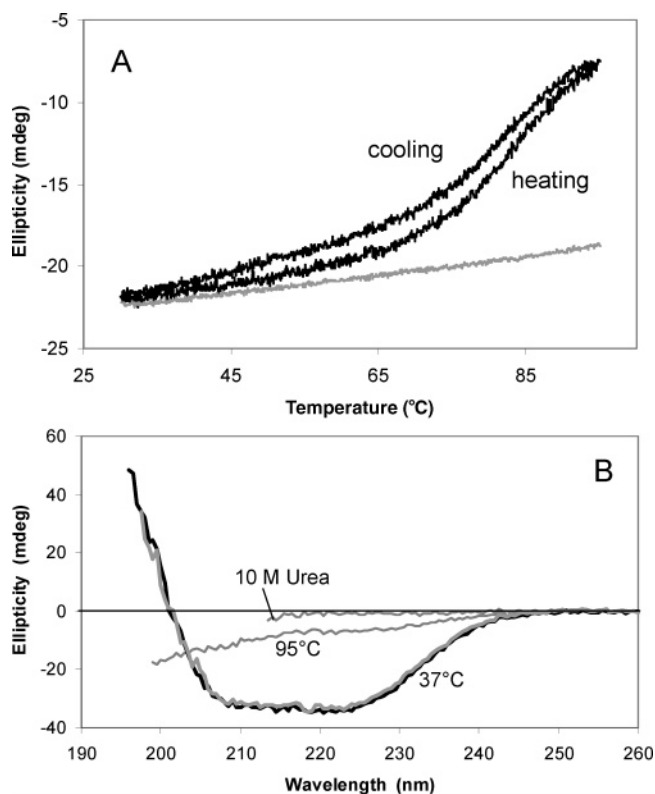 A
-5
-10
-15
-20
-25
Ellipticity (mdeg)
cooling
heating
25 45 65 85
Temperature (°C)
B
60
40
20
0
-20
-40
Ellipticity (mdeg)
10 M Urea
95°C
37°C
190 200 210 220 230 240 250 260
Wavelength (nm)